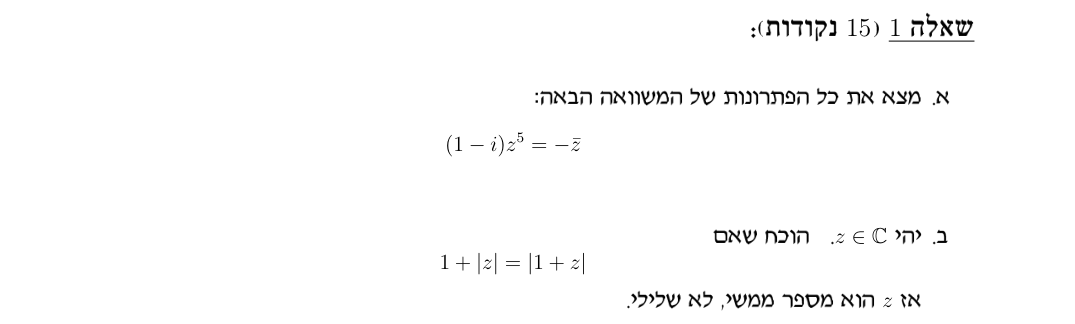 שאלה 1 (15 נקודות):
א. מצא את כל הפתרונות של המשוואה הבאה:
(1 − i)z⁵ = −z̄
ב. יהי z ∈ ℂ. הוכח שאם
1 + |z| = |1 + z|
אז z הוא מספר ממשי, לא שלילי.